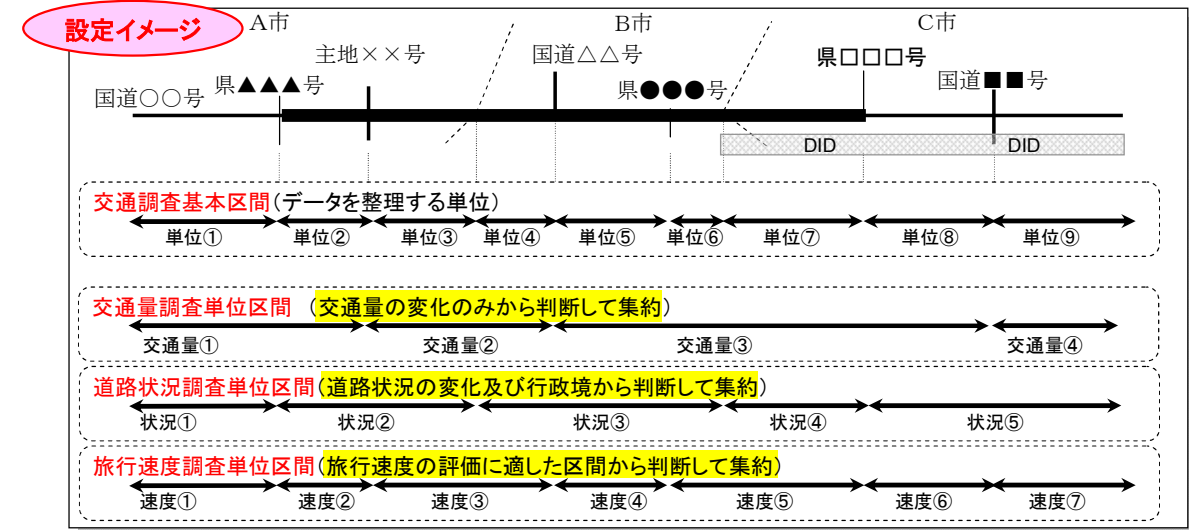 設定イメージ
A市
B市
C市
主地××号
国道△△号
県□□□号
県▲▲▲号
県●●●号
国道■■号
国道○○号
DID
DID
交通調査基本区間(データを整理する単位)
単位① 単位② 単位③ 単位④ 単位⑤ 単位⑥ 単位⑦ 単位⑧ 単位⑨
交通量調査単位区間 (交通量の変化のみから判断して集約)
交通量① 交通量② 交通量③ 交通量④
道路状況調査単位区間(道路状況の変化及び行政境から判断して集約)
状況① 状況② 状況③ 状況④ 状況⑤
旅行速度調査単位区間(旅行速度の評価に適した区間から判断して集約)
速度① 速度② 速度③ 速度④ 速度⑤ 速度⑥ 速度⑦